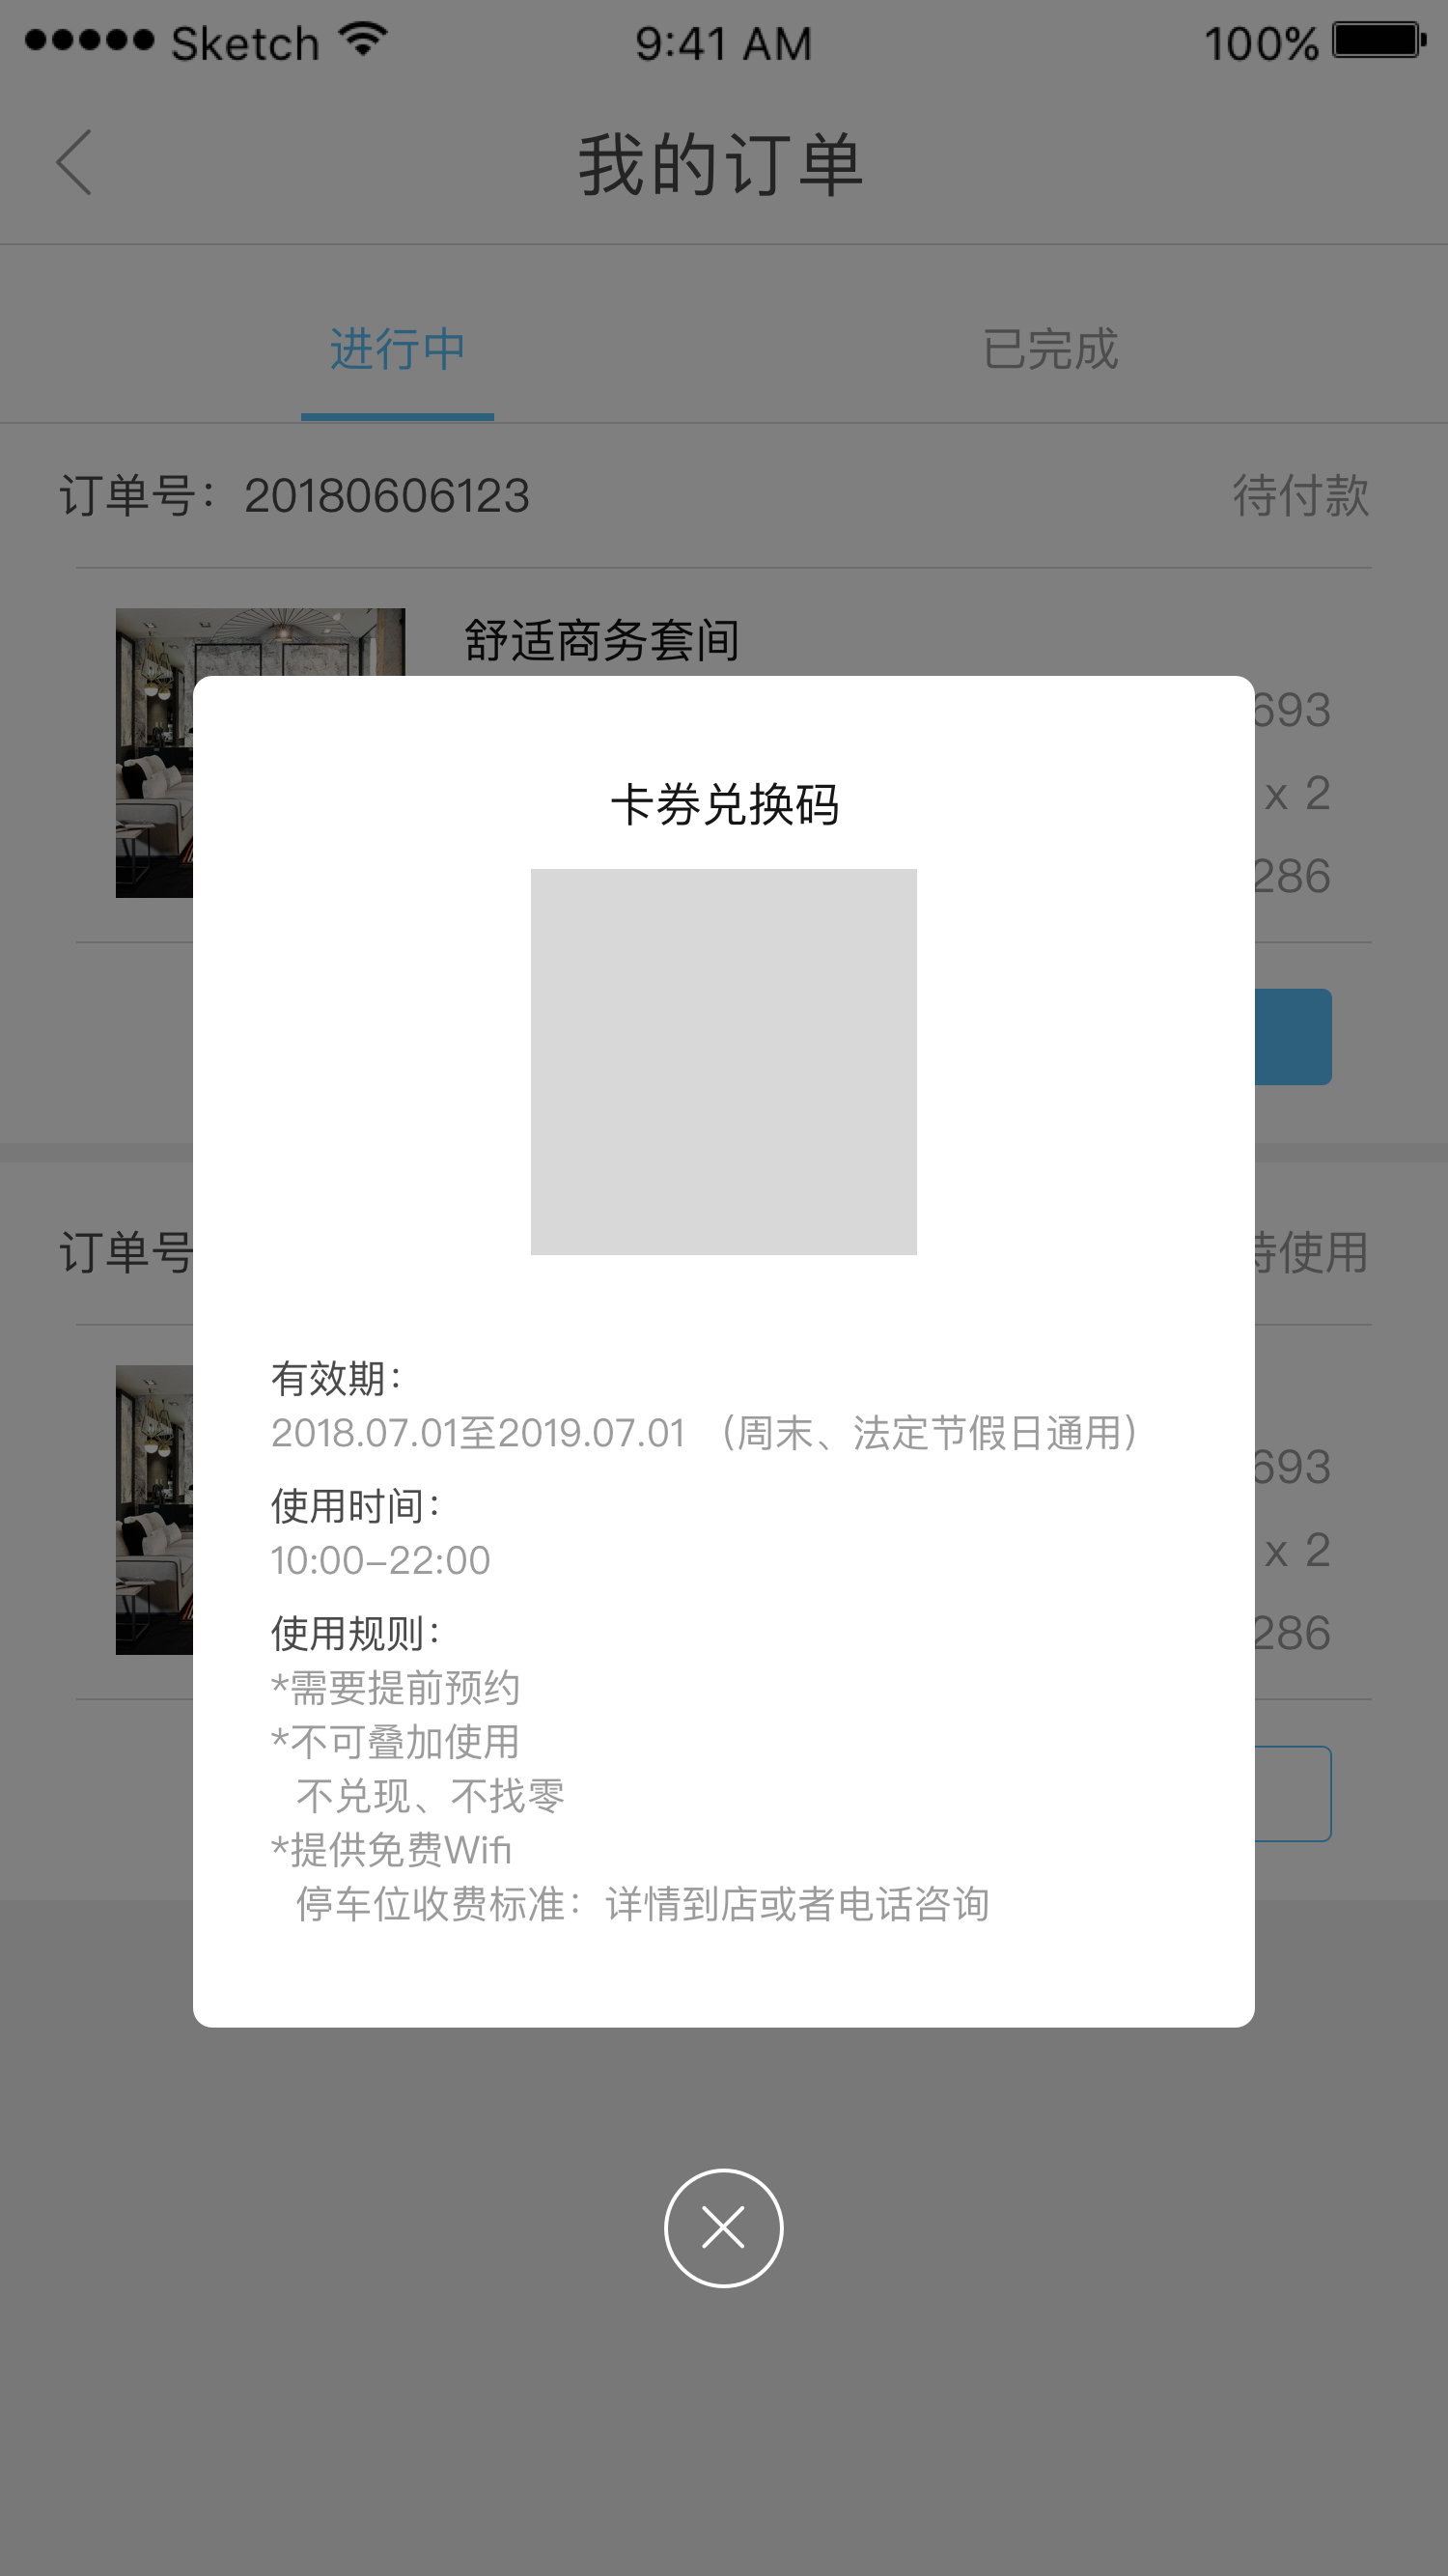 Sketch 9:41 AM 100%
我的订单
进行中 已完成
订单号：20180606123 待付款
舒适商务套间
693
x 2
286
卡券兑换码
订单号 待使用
有效期：
2018.07.01至2019.07.01 （周末、法定节假日通用）
693
使用时间：
x 2
10:00–22:00
使用规则：
286
*需要提前预约
*不可叠加使用
不兑现、不找零
*提供免费Wifi
停车位收费标准：详情到店或者电话咨询